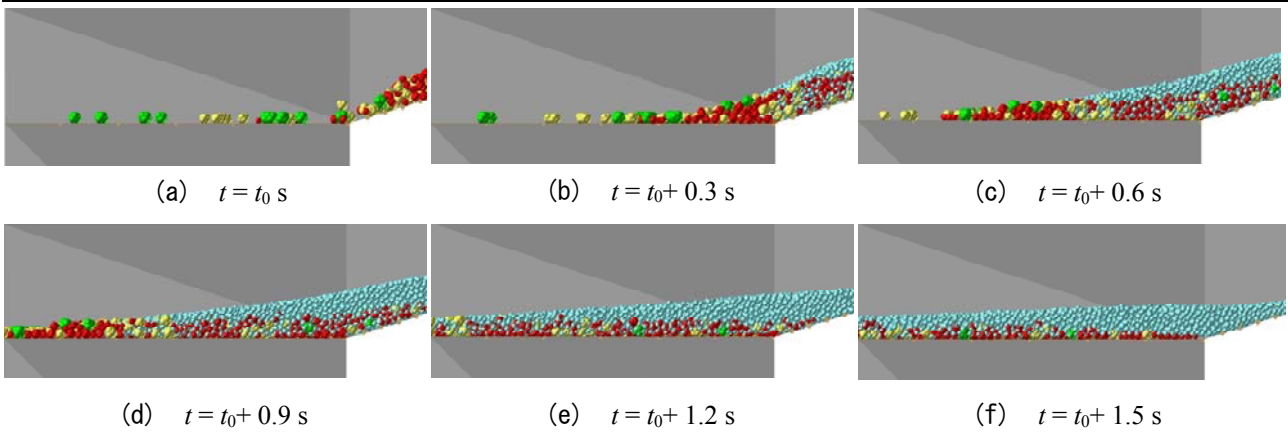 (a) t = t₀ s
(b) t = t₀+ 0.3 s
(c) t = t₀+ 0.6 s
(d) t = t₀+ 0.9 s
(e) t = t₀+ 1.2 s
(f) t = t₀+ 1.5 s